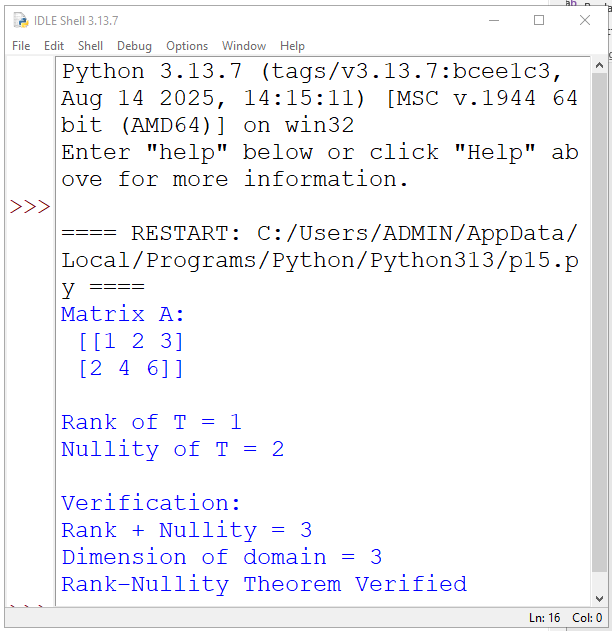 IDLE Shell 3.13.7
File Edit Shell Debug Options Window Help
Python 3.13.7 (tags/v3.13.7:bcee1c3,
Aug 14 2025, 14:15:11) [MSC v.1944 64
bit (AMD64)] on win32
Enter "help" below or click "Help" ab
ove for more information.
>>>
==== RESTART: C:/Users/ADMIN/AppData/
Local/Programs/Python/Python313/p15.p
y ====
Matrix A:
[[1 2 3]
[2 4 6]]
Rank of T = 1
Nullity of T = 2
Verification:
Rank + Nullity = 3
Dimension of domain = 3
Rank-Nullity Theorem Verified
>>>
Ln: 16 Col: 0